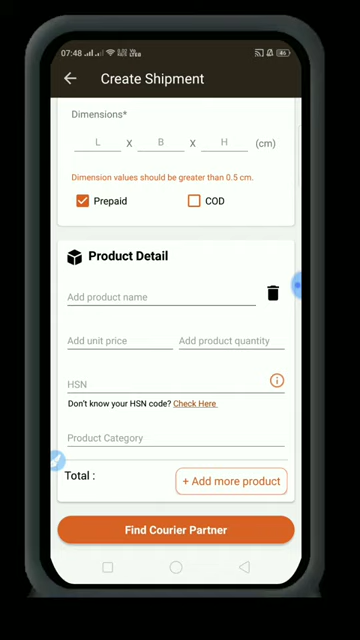 07:48
Create Shipment
Dimensions*
L X B X H (cm)
Dimension values should be greater than 0.5 cm.
Prepaid COD
Product Detail
Add product name
Add unit price Add product quantity
HSN
Don't know your HSN code? Check Here
Product Category
Total : + Add more product
Find Courier Partner